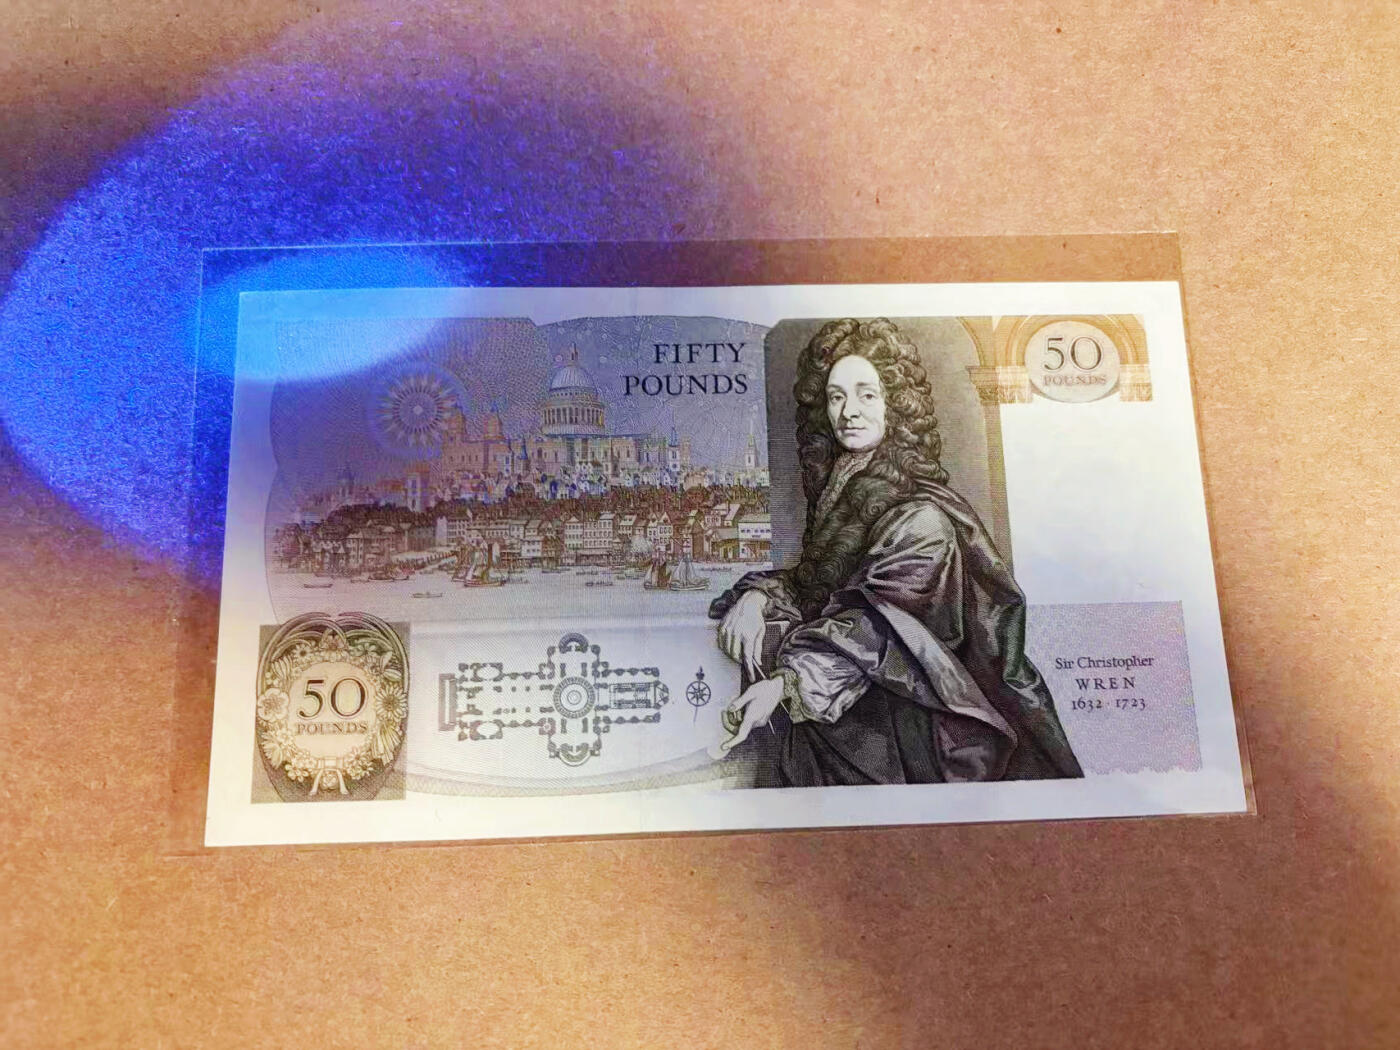 FIFTY
POUNDS
50
POUNDS
50
POUNDS
Sir Christopher
WREN
1632 · 1723